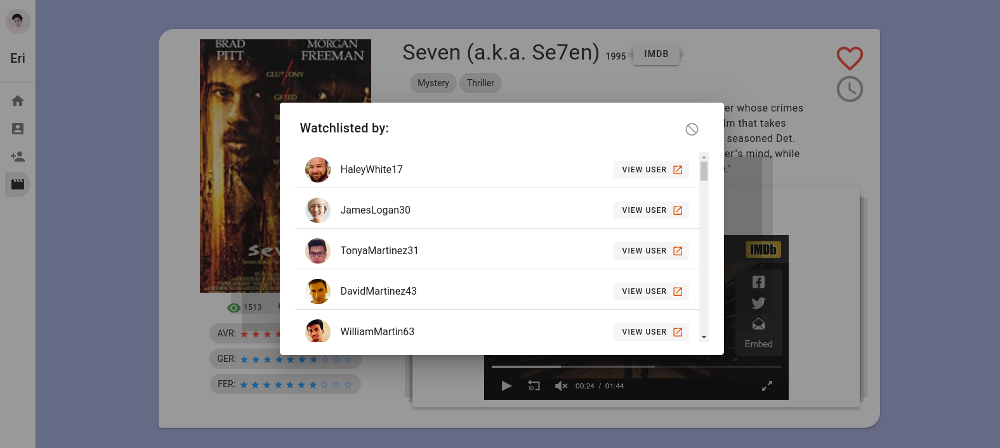 Eri
BRAD
PITT
MORGAN
FREEMAN
GLUTTONY
GREED
Seven (a.k.a. Se7en) 1995 IMDB
Mystery Thriller
er whose crimes
lm that takes
seasoned Det.
er"s mind, while
e."
Watchlisted by:
HaleyWhite17 VIEW USER
JamesLogan30 VIEW USER
TonyaMartinez31 VIEW USER
DavidMartinez43 VIEW USER
WilliamMartin63 VIEW USER
1513
AVR:
GER:
FER:
IMDb
Embed
10
00:24 / 01:44